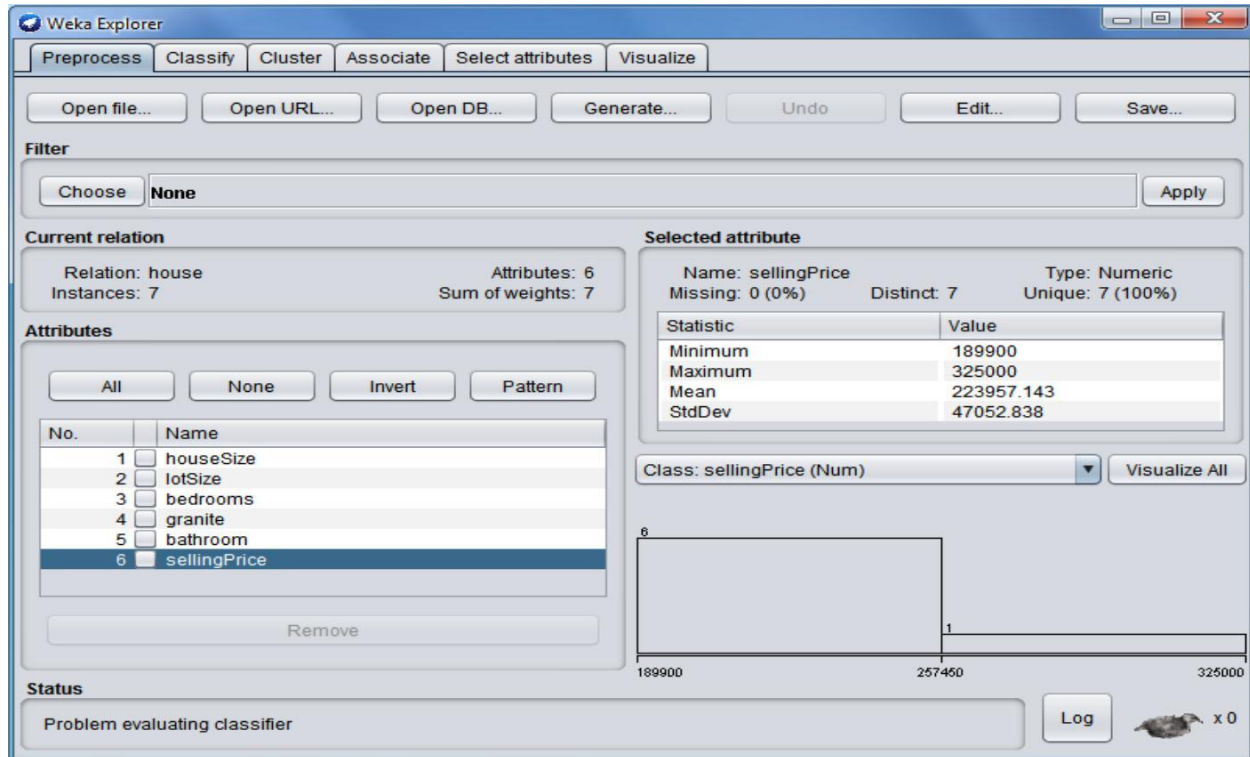 Weka Explorer
Preprocess Classify Cluster Associate Select attributes Visualize
Open file... Open URL... Open DB... Generate... Undo Edit... Save...
Filter
Choose None Apply
Current relation
Relation: house Attributes: 6
Instances: 7 Sum of weights: 7
Attributes
All None Invert Pattern
No. Name
1 houseSize
2 lotSize
3 bedrooms
4 granite
5 bathroom
6 sellingPrice
Remove
Selected attribute
Name: sellingPrice Type: Numeric
Missing: 0 (0%) Distinct: 7 Unique: 7 (100%)
Statistic Value
Minimum 189900
Maximum 325000
Mean 223957.143
StdDev 47052.838
Class: sellingPrice (Num) Visualize All
6
1
189900 257450 325000
Status
Problem evaluating classifier
Log x 0